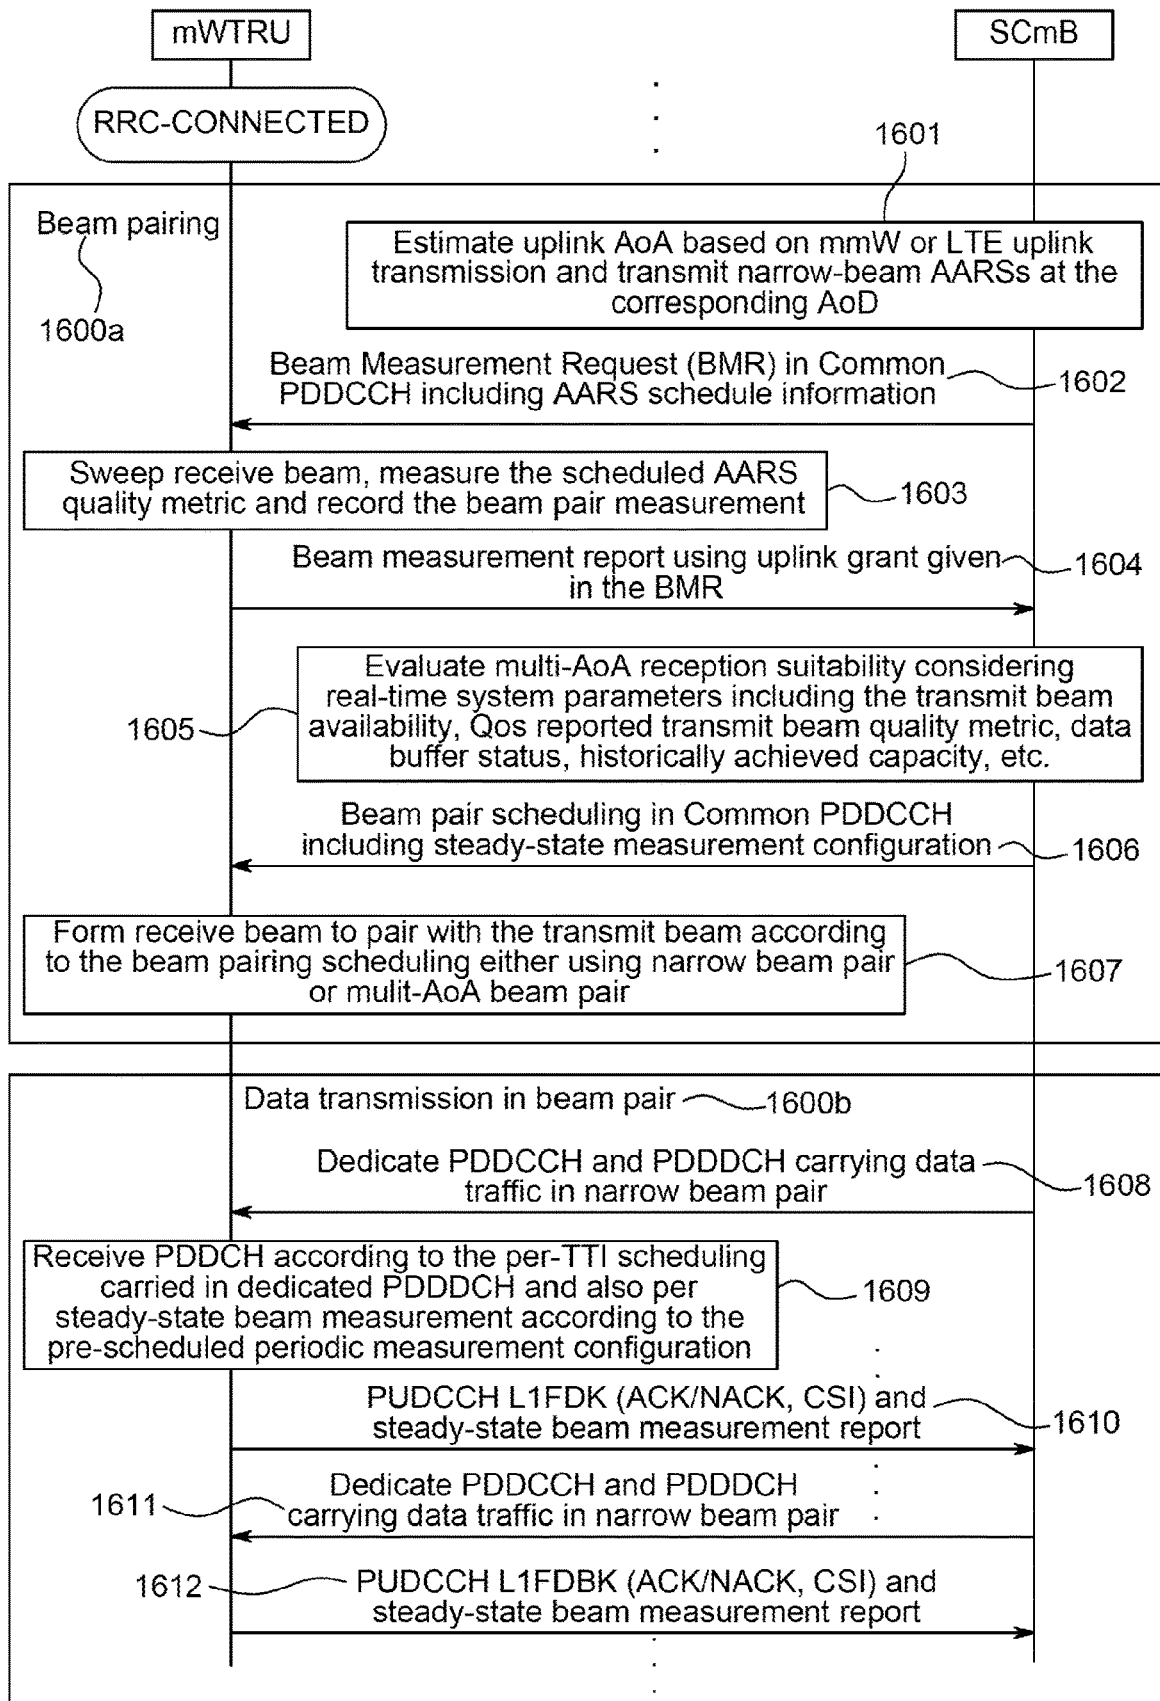 mWTRU
SCmB
RRC-CONNECTED
1601
Beam pairing
1600a
Estimate uplink AoA based on mmW or LTE uplink
transmission and transmit narrow-beam AARSs at the
corresponding AoD
Beam Measurement Request (BMR) in Common
PDDCCH including AARS schedule information
1602
Sweep receive beam, measure the scheduled AARS
quality metric and record the beam pair measurement
1603
Beam measurement report using uplink grant given
in the BMR
1604
Evaluate multi-AoA reception suitability considering
real-time system parameters including the transmit beam
availability, Qos reported transmit beam quality metric, data
buffer status, historically achieved capacity, etc.
1605
Beam pair scheduling in Common PDDCCH
including steady-state measurement configuration
1606
Form receive beam to pair with the transmit beam according
to the beam pairing scheduling either using narrow beam pair
or mulit-AoA beam pair
1607
Data transmission in beam pair
1600b
Dedicate PDDCCH and PDDDCH carrying data
traffic in narrow beam pair
1608
Receive PDDCH according to the per-TTI scheduling
carried in dedicated PDDDCH and also per
steady-state beam measurement according to the
pre-scheduled periodic measurement configuration
1609
PUDCCH L1FDK (ACK/NACK, CSI) and
steady-state beam measurement report
1610
Dedicate PDDCCH and PDDDCH
carrying data traffic in narrow beam pair
1611
1612
PUDCCH L1FDBK (ACK/NACK, CSI) and
steady-state beam measurement report